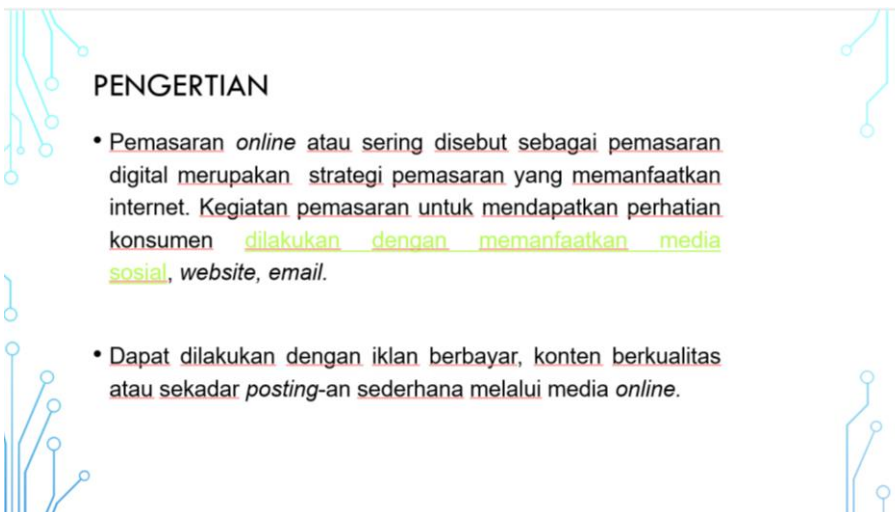 PENGERTIAN
• Pemasaran online atau sering disebut sebagai pemasaran
digital merupakan strategi pemasaran yang memanfaatkan
internet. Kegiatan pemasaran untuk mendapatkan perhatian
konsumen dilakukan dengan memanfaatkan media
sosial, website, email.
• Dapat dilakukan dengan iklan berbayar, konten berkualitas
atau sekadar posting-an sederhana melalui media online.